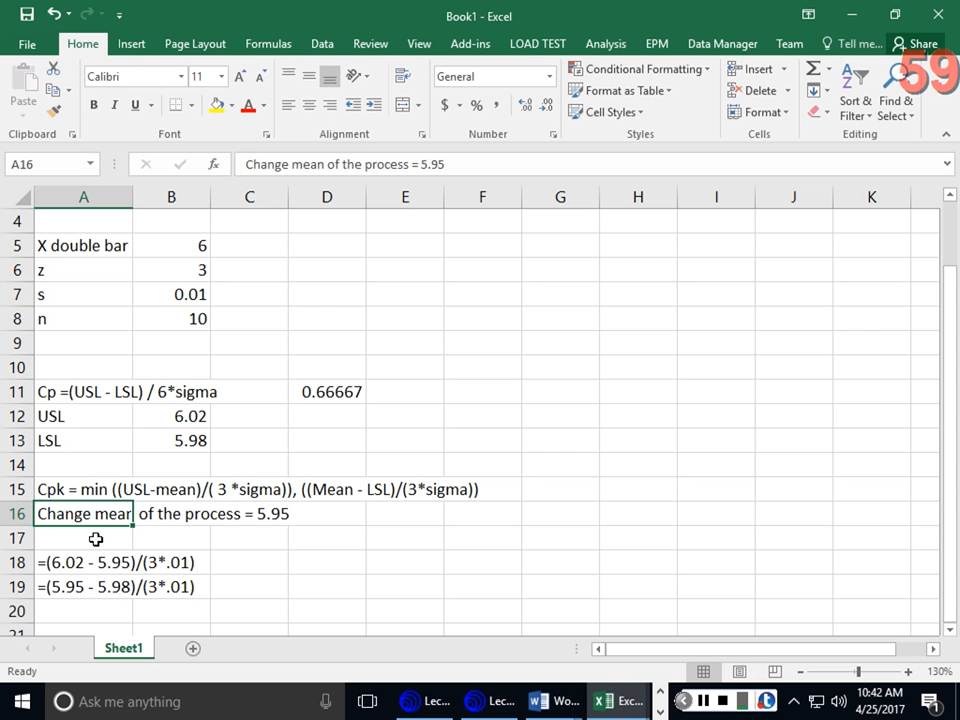 Book1 - Excel
59
File Home Insert Page Layout Formulas Data Review View Add-ins LOAD TEST Analysis EPM Data Manager Team Tell me... Share
Paste
Calibri 11 A A
B I U A
General
$ % , .0 .00 .00 .0
Conditional Formatting
Format as Table
Cell Styles
Insert
Delete
Format
Σ
A Z
Sort & Filter
Find & Select
Clipboard Font Alignment Number Styles Cells Editing
A16 fx Change mean of the process = 5.95
A B C D E F G H I J K
4
5 X double bar 6
6 z 3
7 s 0.01
8 n 10
9
10
11 Cp =(USL - LSL) / 6*sigma 0.66667
12 USL 6.02
13 LSL 5.98
14
15 Cpk = min ((USL-mean)/( 3 *sigma)), ((Mean - LSL)/(3*sigma))
16 Change mear of the process = 5.95
17
18 =(6.02 - 5.95)/(3*.01)
19 =(5.95 - 5.98)/(3*.01)
20
21
Sheet1
Ready 130%
Ask me anything Lec... Lec... Wo... Exc... 10:42 AM
4/25/2017 1